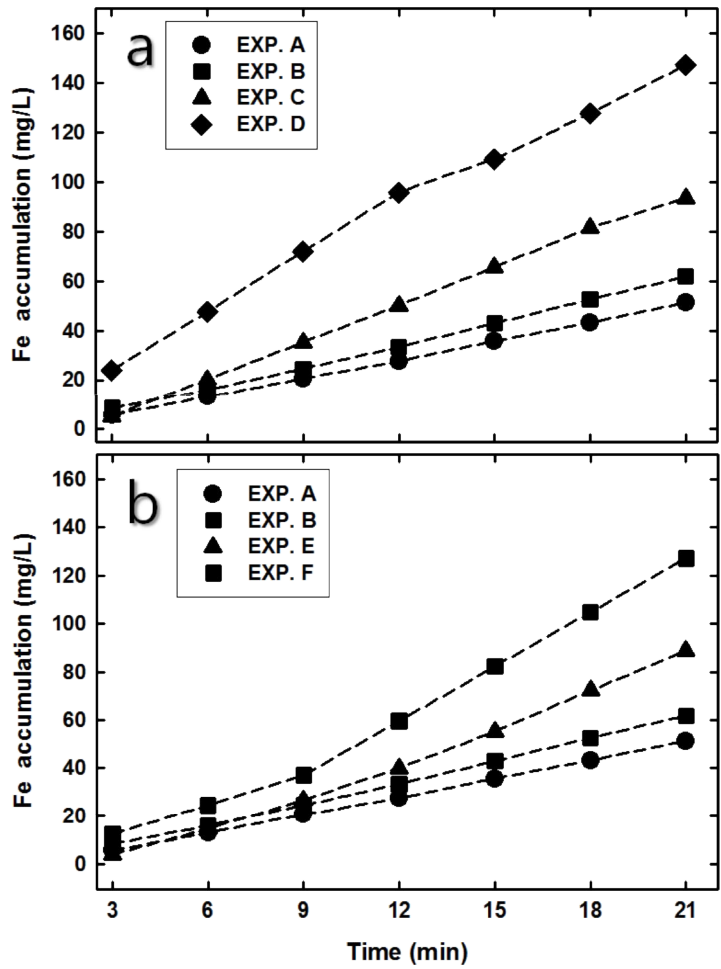 a
EXP. A
EXP. B
EXP. C
EXP. D
Fe accumulation (mg/L)
160
140
120
100
80
60
40
20
0
b
EXP. A
EXP. B
EXP. E
EXP. F
Fe accumulation (mg/L)
160
140
120
100
80
60
40
20
0
3 6 9 12 15 18 21
Time (min)